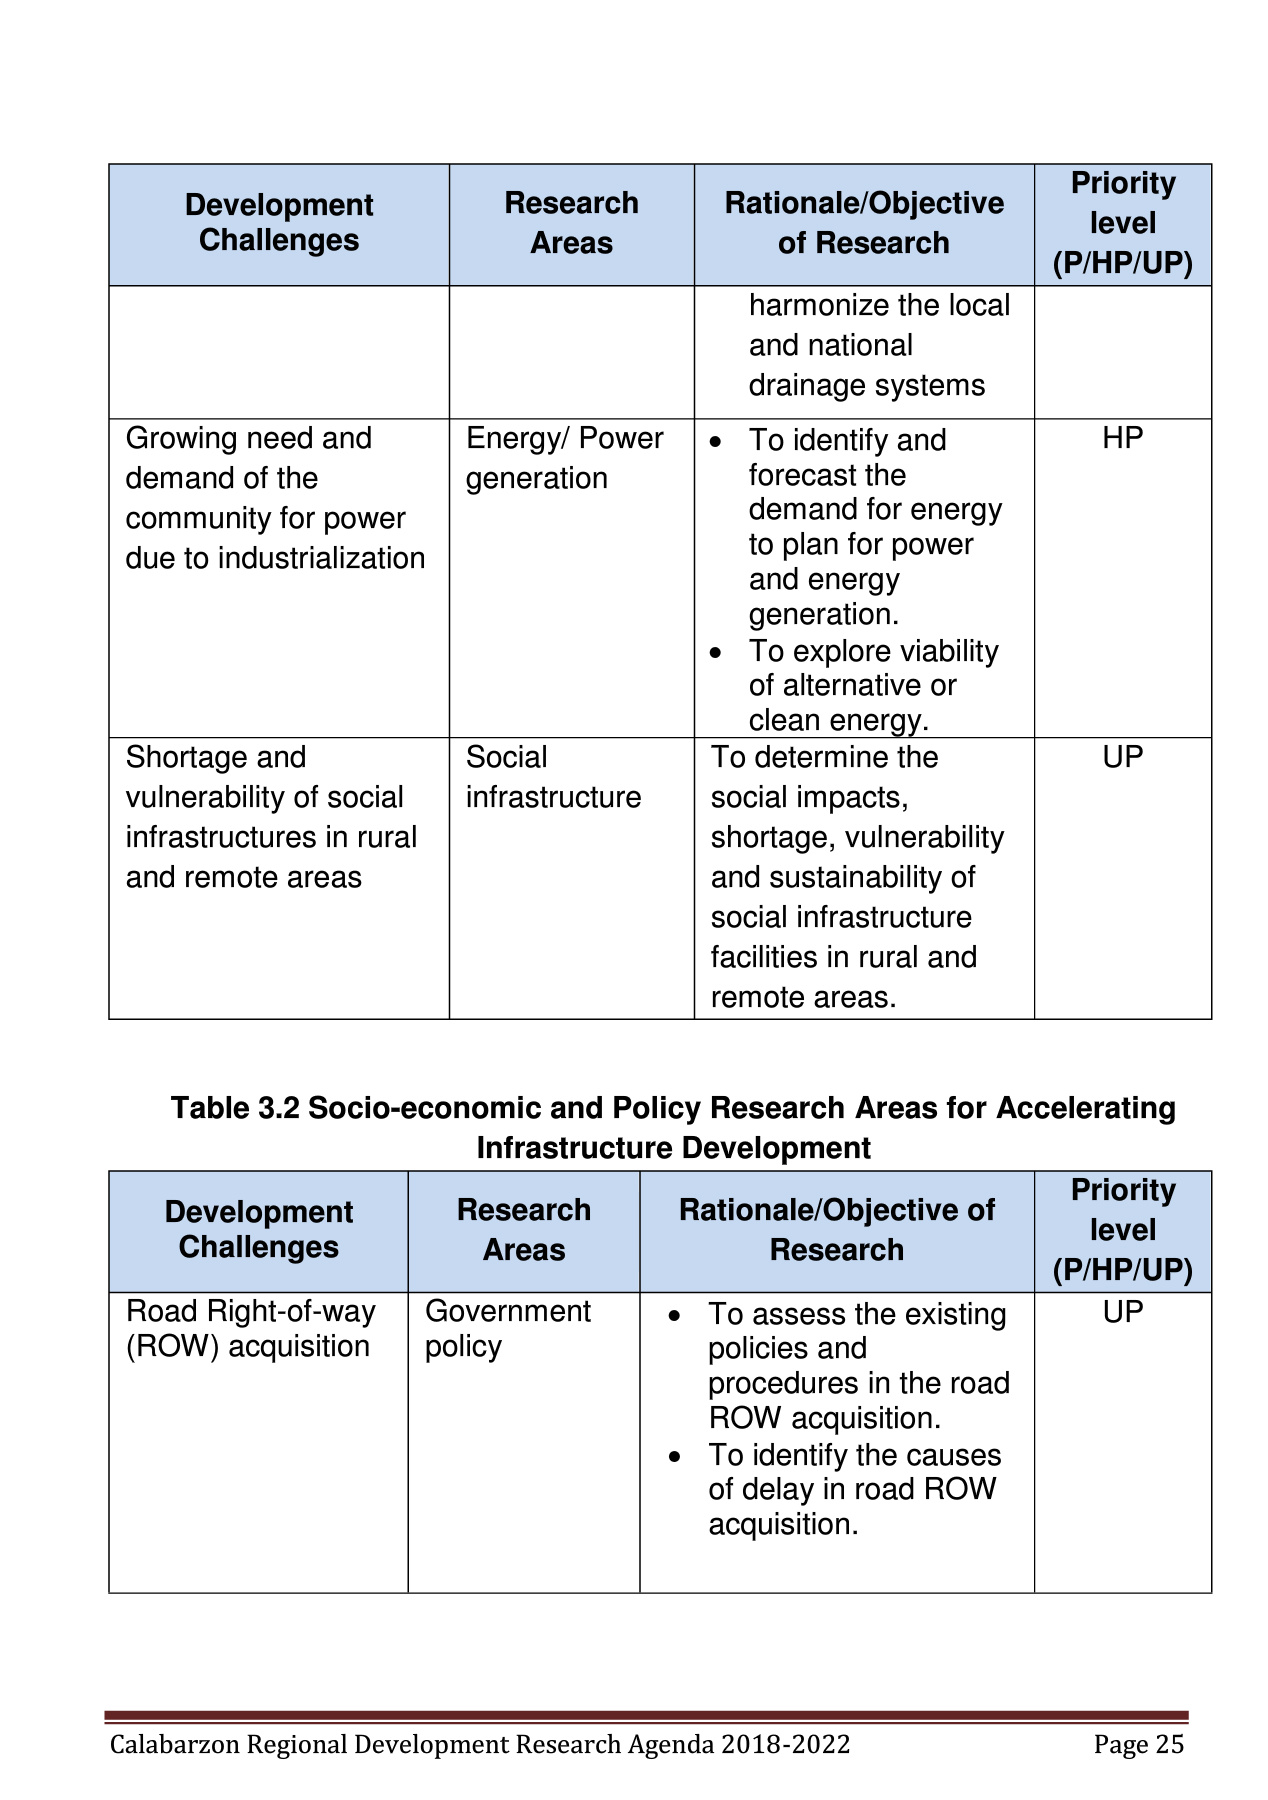 Development
Challenges
Research
Areas
Rationale/Objective
of Research
Priority
level
(P/HP/UP)
harmonize the local
and national
drainage systems
Growing need and
demand of the
community for power
due to industrialization
Energy/ Power
generation
• To identify and
forecast the
demand for energy
to plan for power
and energy
generation.
• To explore viability
of alternative or
clean energy.
HP
Shortage and
vulnerability of social
infrastructures in rural
and remote areas
Social
infrastructure
To determine the
social impacts,
shortage, vulnerability
and sustainability of
social infrastructure
facilities in rural and
remote areas.
UP
Table 3.2 Socio-economic and Policy Research Areas for Accelerating
Infrastructure Development
Development
Challenges
Research
Areas
Rationale/Objective of
Research
Priority
level
(P/HP/UP)
Road Right-of-way
(ROW) acquisition
Government
policy
• To assess the existing
policies and
procedures in the road
ROW acquisition.
• To identify the causes
of delay in road ROW
acquisition.
UP
Calabarzon Regional Development Research Agenda 2018-2022 Page 25